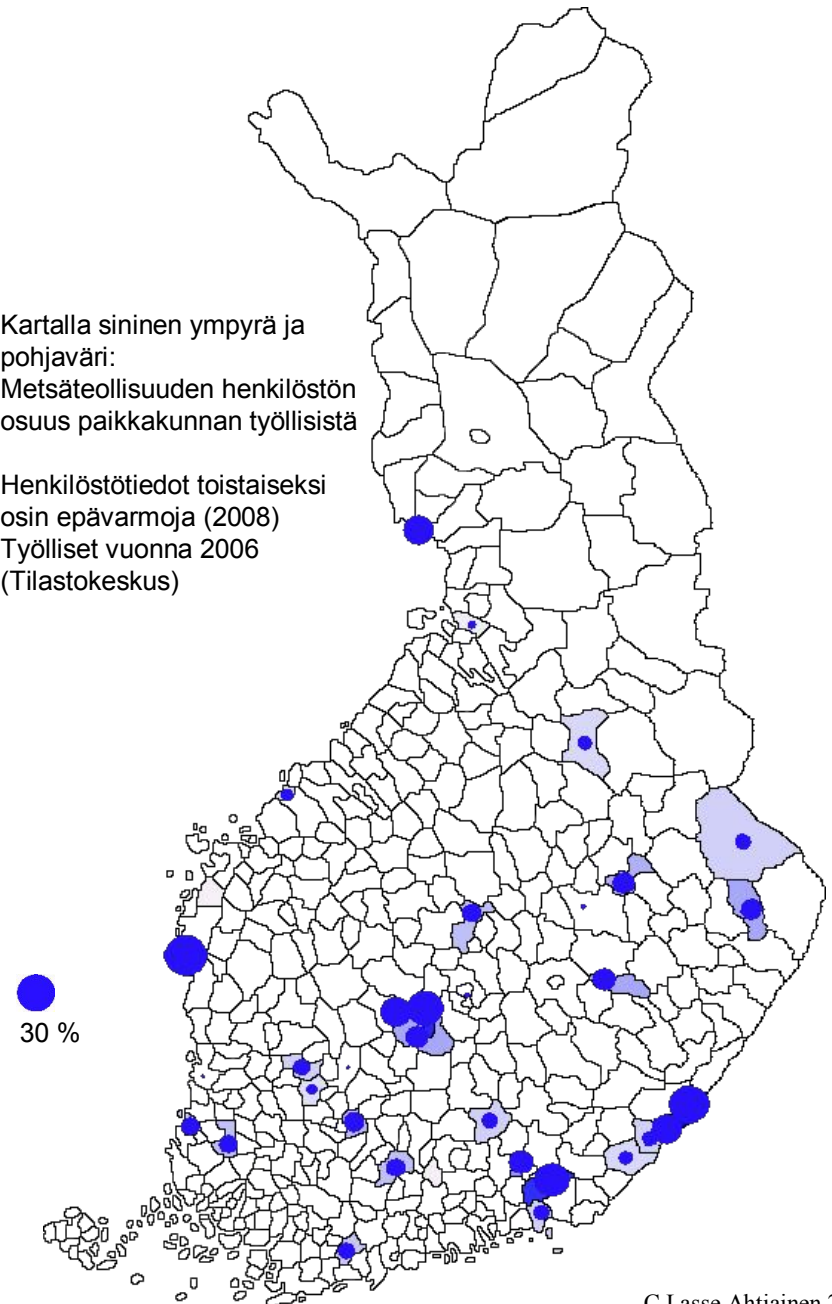 Kartalla sininen ympyrä ja
pohjaväri:
Metsäteollisuuden henkilöstön
osuus paikkakunnan työllisistä
Henkilöstötiedot toistaiseksi
osin epävarmoja (2008)
Työlliset vuonna 2006
(Tilastokeskus)
30 %
C Lasse Ahtiainen